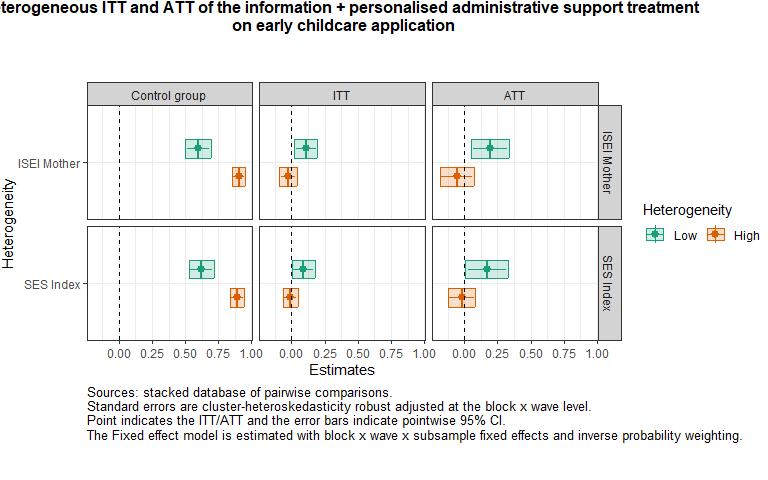 terogeneous ITT and ATT of the information + personalised administrative support treatment
on early childcare application
Control group
ITT
ATT
ISEI Mother
ISEI Mother
SES Index
SES Index
Heterogeneity
0.00 0.25 0.50 0.75 1.00
0.00 0.25 0.50 0.75 1.00
0.00 0.25 0.50 0.75 1.00
Estimates
Heterogeneity
Low
High
Sources: stacked database of pairwise comparisons.
Standard errors are cluster-heteroskedasticity robust adjusted at the block x wave level.
Point indicates the ITT/ATT and the error bars indicate pointwise 95% CI.
The Fixed effect model is estimated with block x wave x subsample fixed effects and inverse probability weighting.